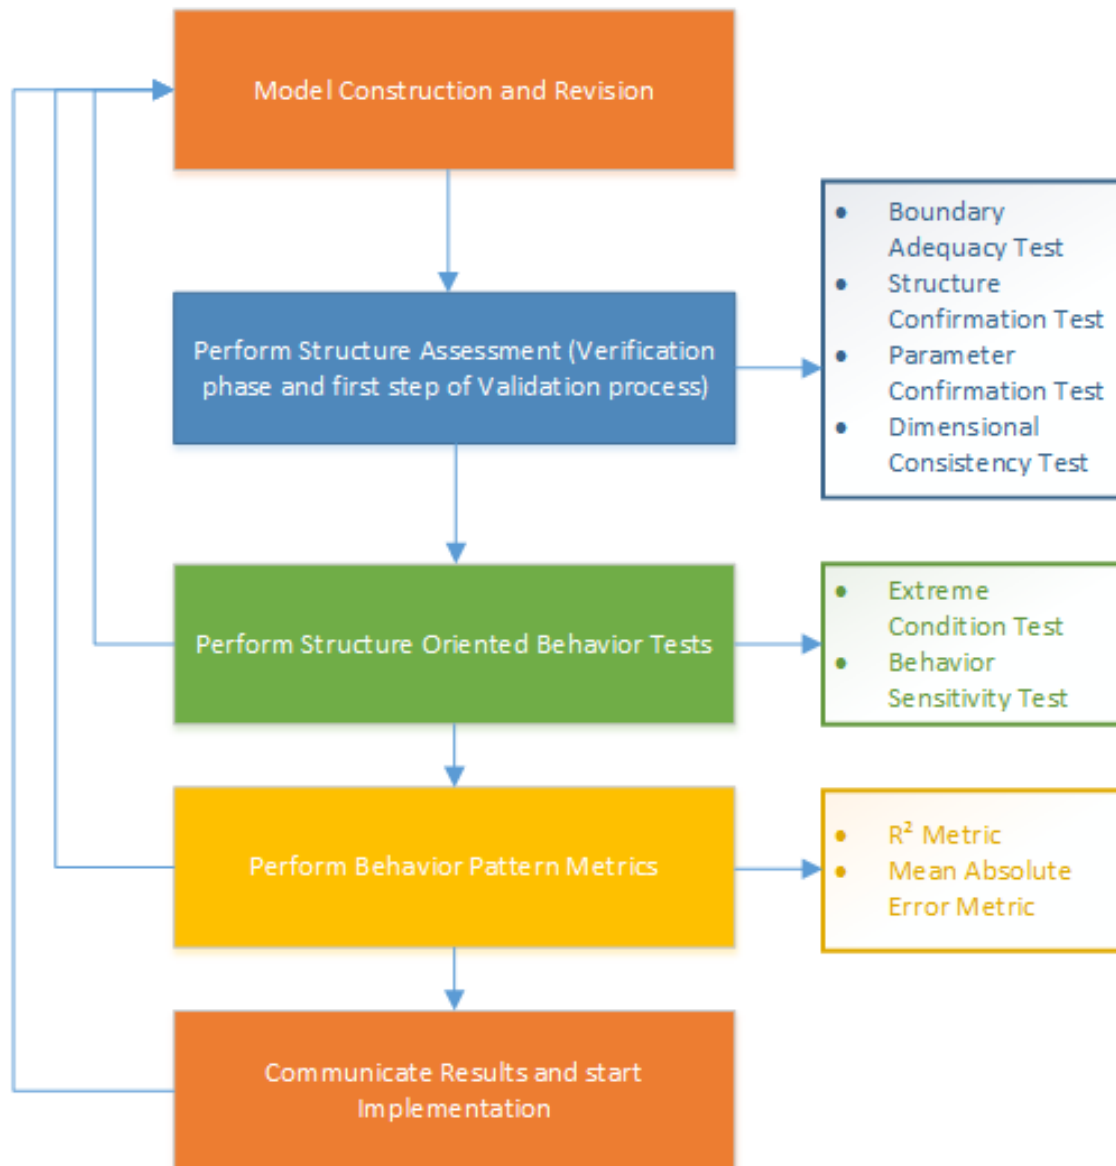 Model Construction and Revision
Perform Structure Assessment (Verification
phase and first step of Validation process)
• Boundary
Adequacy Test
• Structure
Confirmation Test
• Parameter
Confirmation Test
• Dimensional
Consistency Test
Perform Structure Oriented Behavior Tests
• Extreme
Condition Test
• Behavior
Sensitivity Test
Perform Behavior Pattern Metrics
• R² Metric
• Mean Absolute
Error Metric
Communicate Results and start
Implementation